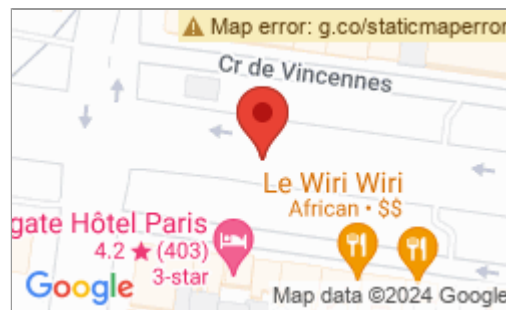 Map error: g.co/staticmaperror
Cr de Vincennes
Le Wiri Wiri
African • $$
gate Hôtel Paris
4.2 ★ (403)
3-star
Google
Map data ©2024 Google